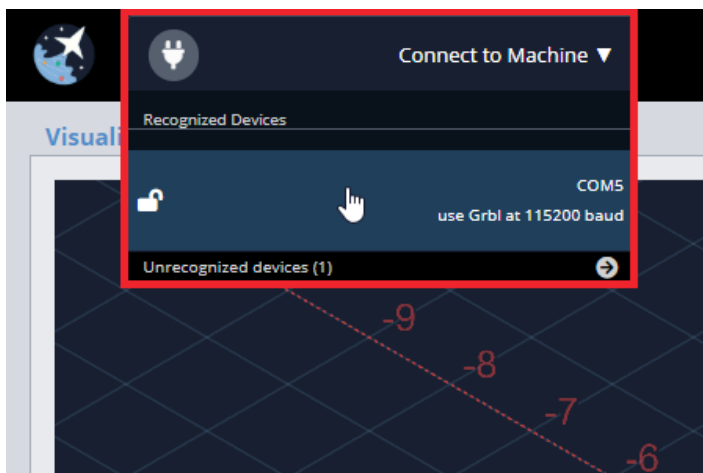 Connect to Machine ▼
Recognized Devices
Visuali
COM5
use Grbl at 115200 baud
Unrecognized devices (1)
-9
-8
-7
-6